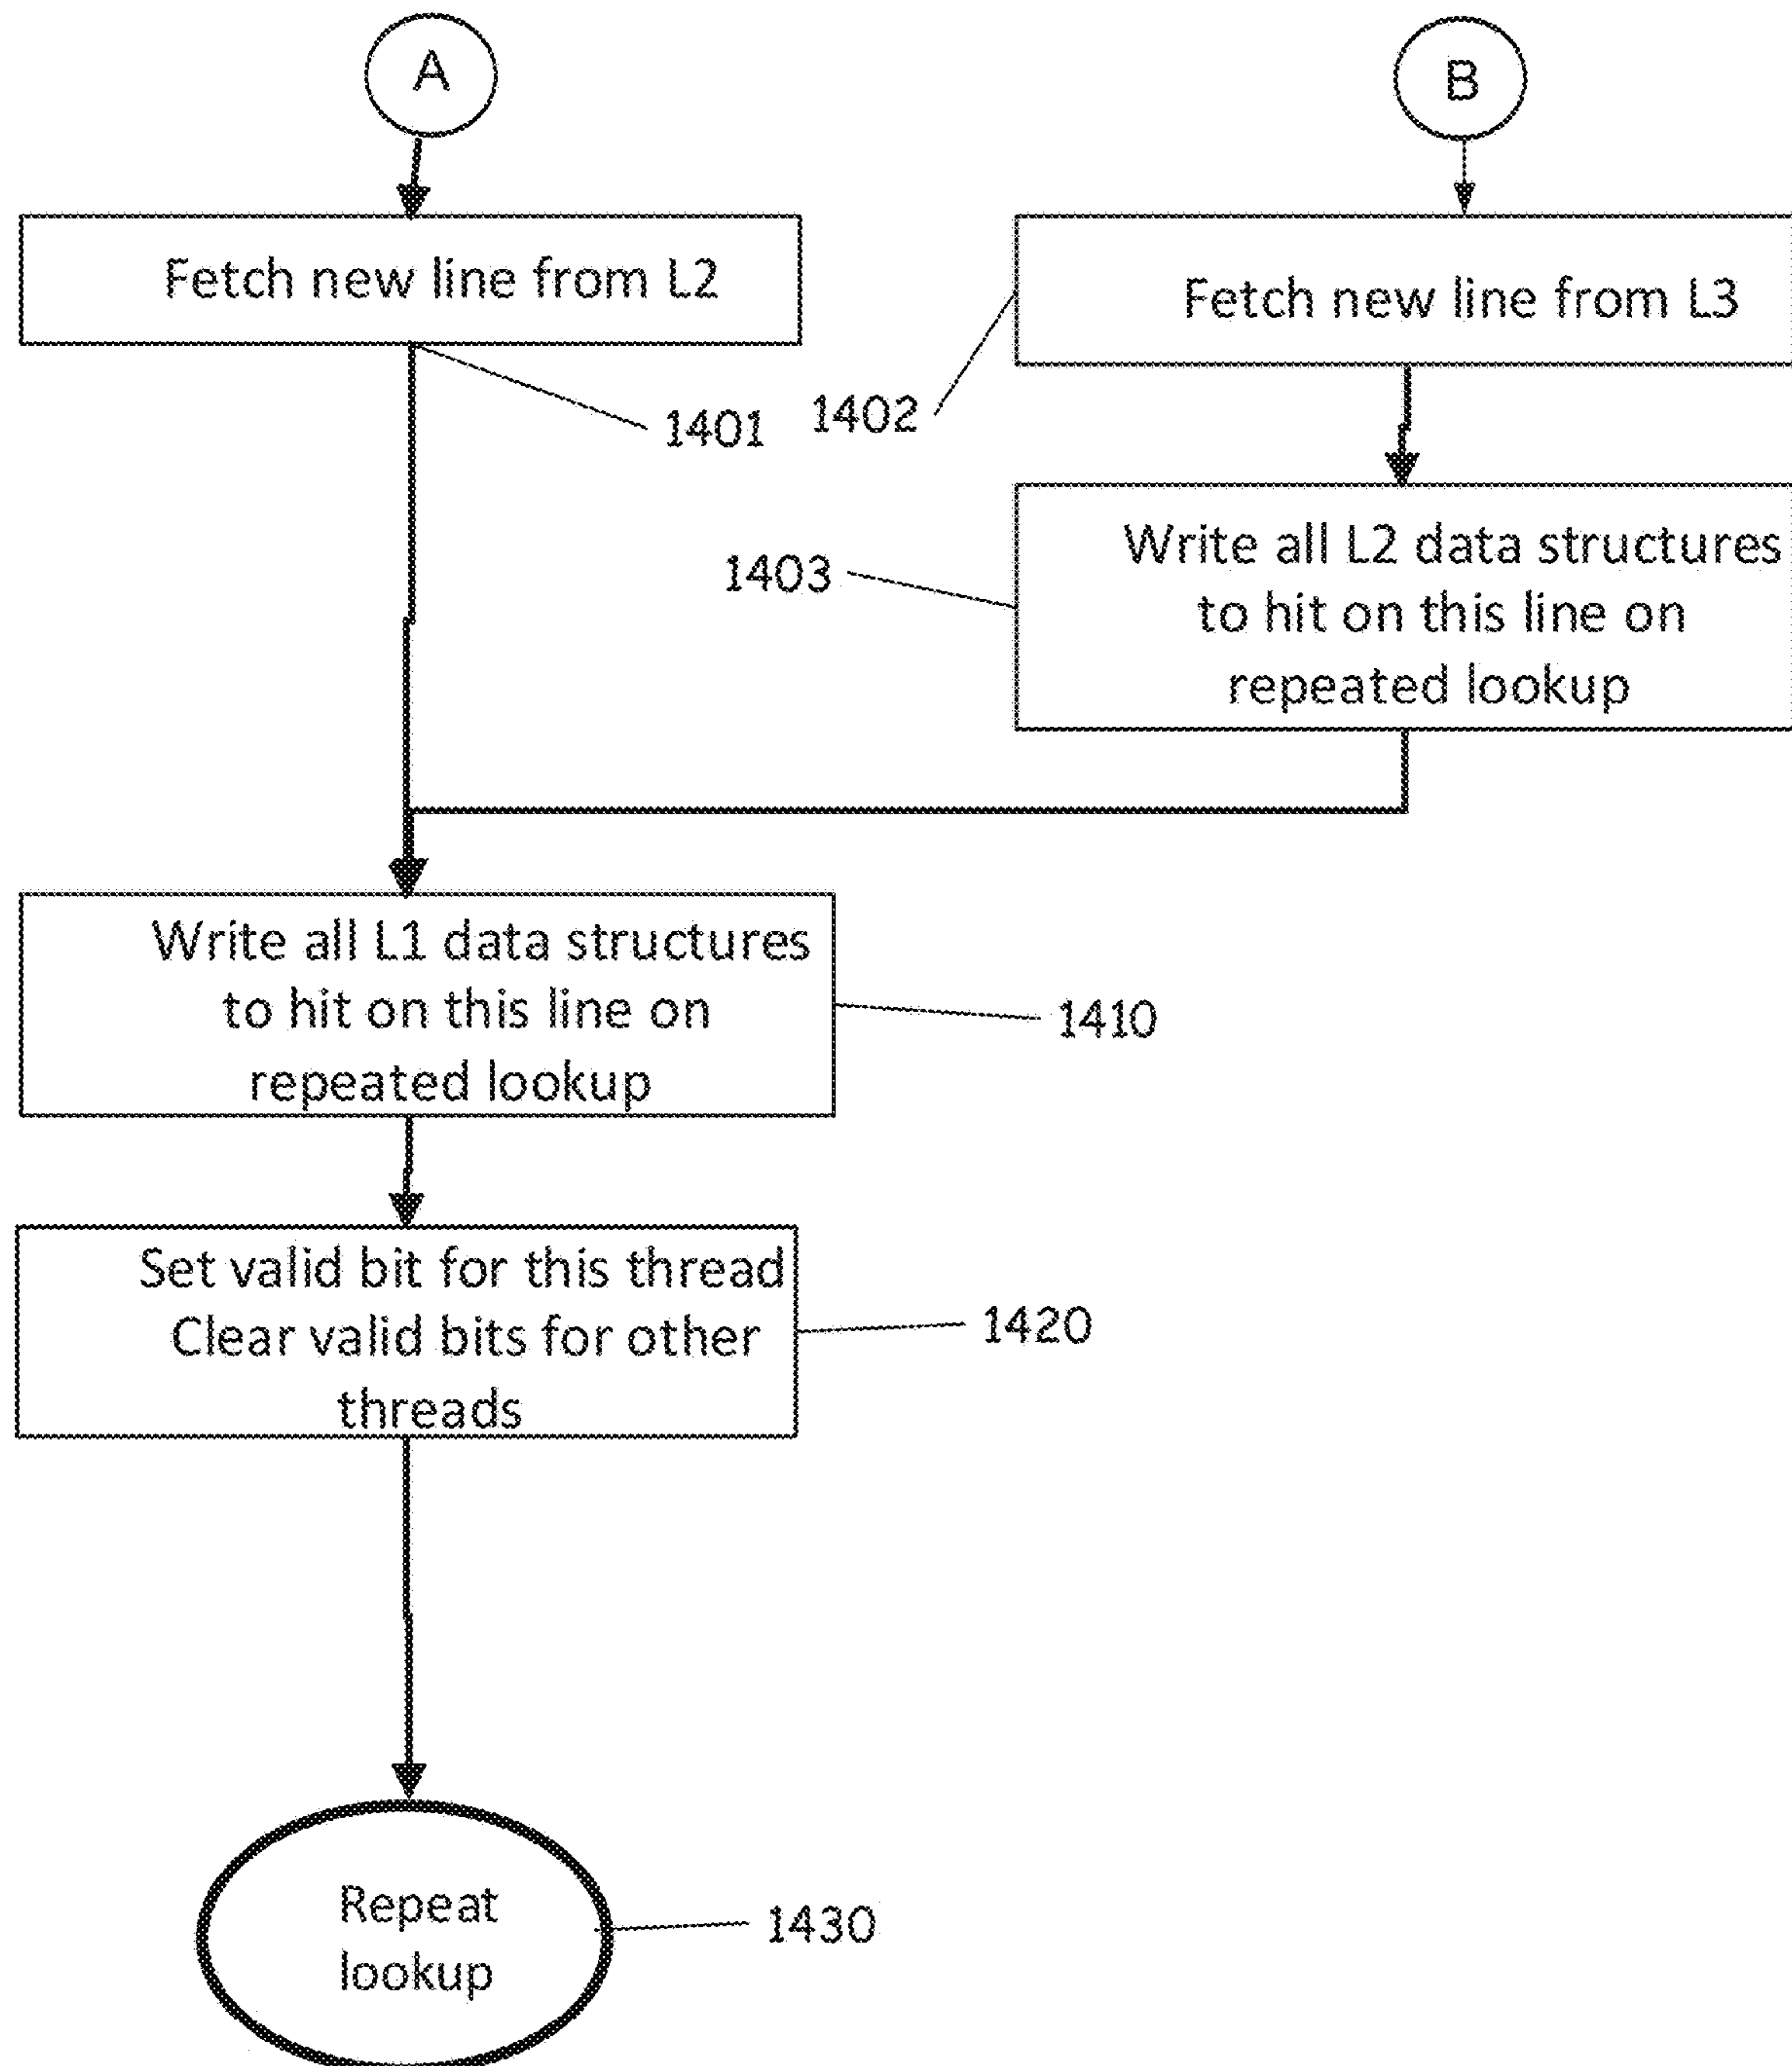 A
B
Fetch new line from L2
Fetch new line from L3
1401
1402
Write all L2 data structures
to hit on this line on
repeated lookup
1403
Write all L1 data structures
to hit on this line on
repeated lookup
1410
Set valid bit for this thread
Clear valid bits for other
threads
1420
Repeat
lookup
1430